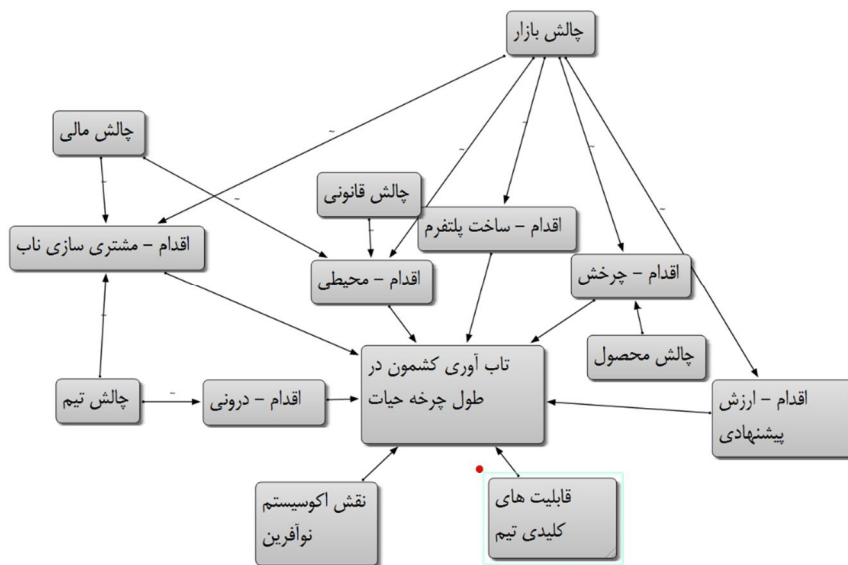 چالش بازار
چالش مالی
چالش قانونی
اقدام – ساخت پلتفرم
اقدام – مشتری سازی ناب
اقدام – محیطی
اقدام – چرخش
چالش محصول
تاب آوری کشمون در
طول چرخه حیات
چالش تیم
اقدام – درونی
اقدام – ارزش
پیشنهادی
نقش اکوسیستم
نوآفرین
قابلیت های
کلیدی تیم